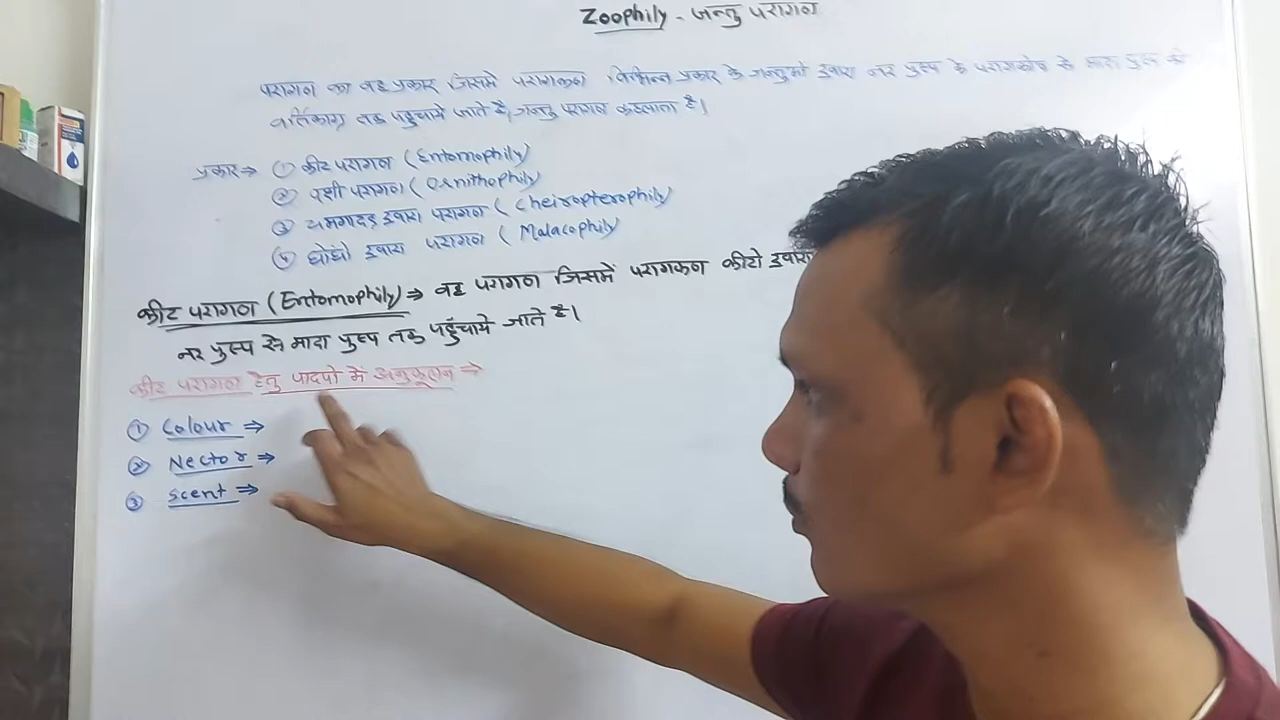 Zoophily - जन्तु परागण
परागण का वह प्रकार जिसमे परागकण विभिन्न प्रकार के जन्तुओ द्वारा नर पुष्प के परागकोष से मादा पुष्प की
वर्तिकाग्र तक पहुचाये जाते है, जन्तु परागण कहलाता है।
प्रकार → ① कीट परागण (Entomophily)
② पक्षी परागण (Ornithophily)
③ चमगादड़ द्वारा परागण (Cheiropterophily)
④ घोंघो द्वारा परागण (Malacophily)
कीट परागण (Entomophily) ⇒ वह परागण जिसमें परागकण कीटो द्वारा
नर पुष्प से मादा पुष्प तक पहुँचाये जाते है।
कीट परागण हेतु पादपो मे अनुकूलन ⇒
① Colour ⇒
② Nector ⇒
③ Scent ⇒